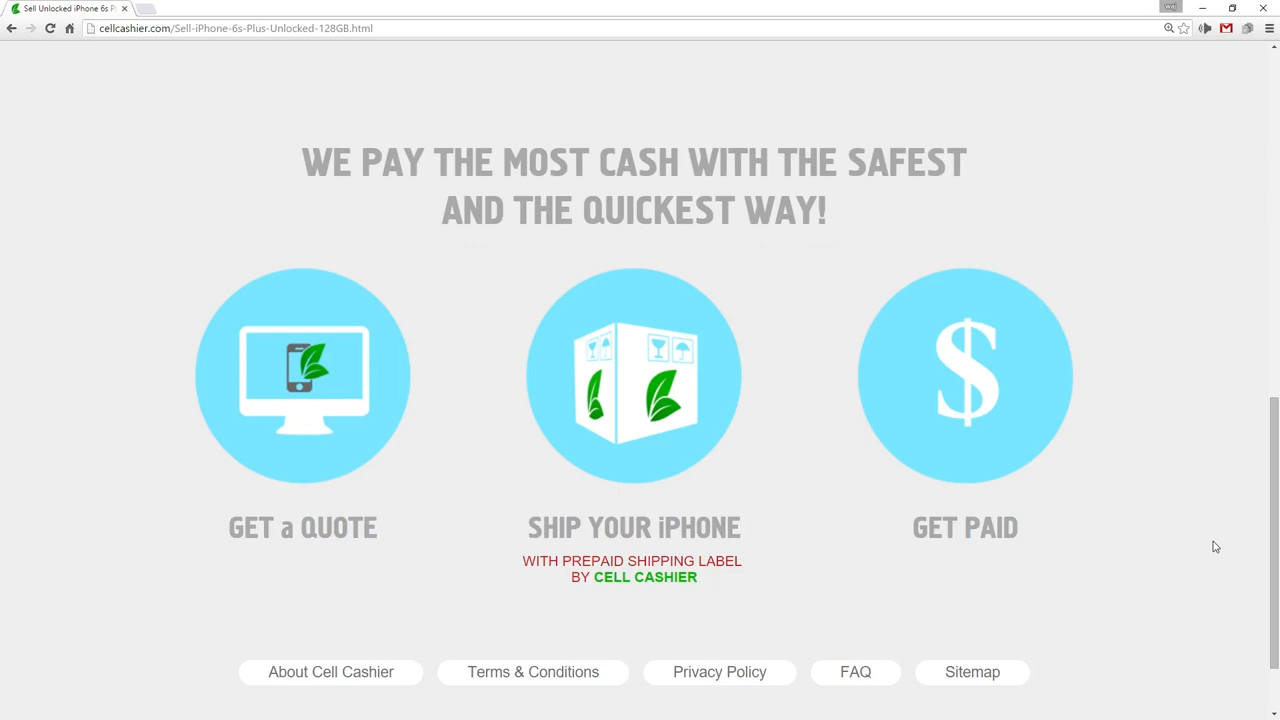 Sell Unlocked iPhone 6s P
cellcashier.com/Sell-iPhone-6s-Plus-Unlocked-128GB.html
WE PAY THE MOST CASH WITH THE SAFEST
AND THE QUICKEST WAY!
GET a QUOTE
SHIP YOUR iPHONE
GET PAID
WITH PREPAID SHIPPING LABEL
BY CELL CASHIER
About Cell Cashier
Terms & Conditions
Privacy Policy
FAQ
Sitemap